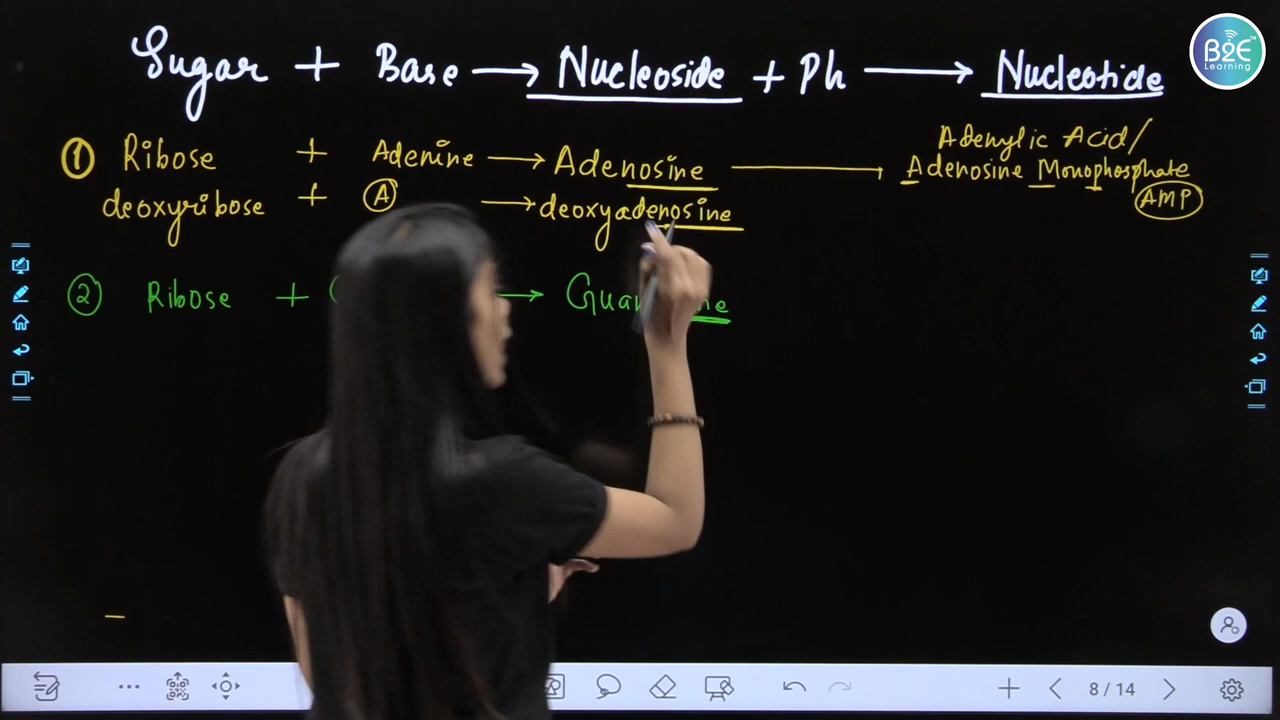 Sugar + Base → Nucleoside + Ph → Nucleotide
B2E
Learning
① Ribose + Adenine → Adenosine → Adenylic Acid/
Adenosine Monophosphate
AMP
deoxyribose + A → deoxyadenosine
② Ribose + →
8 / 14